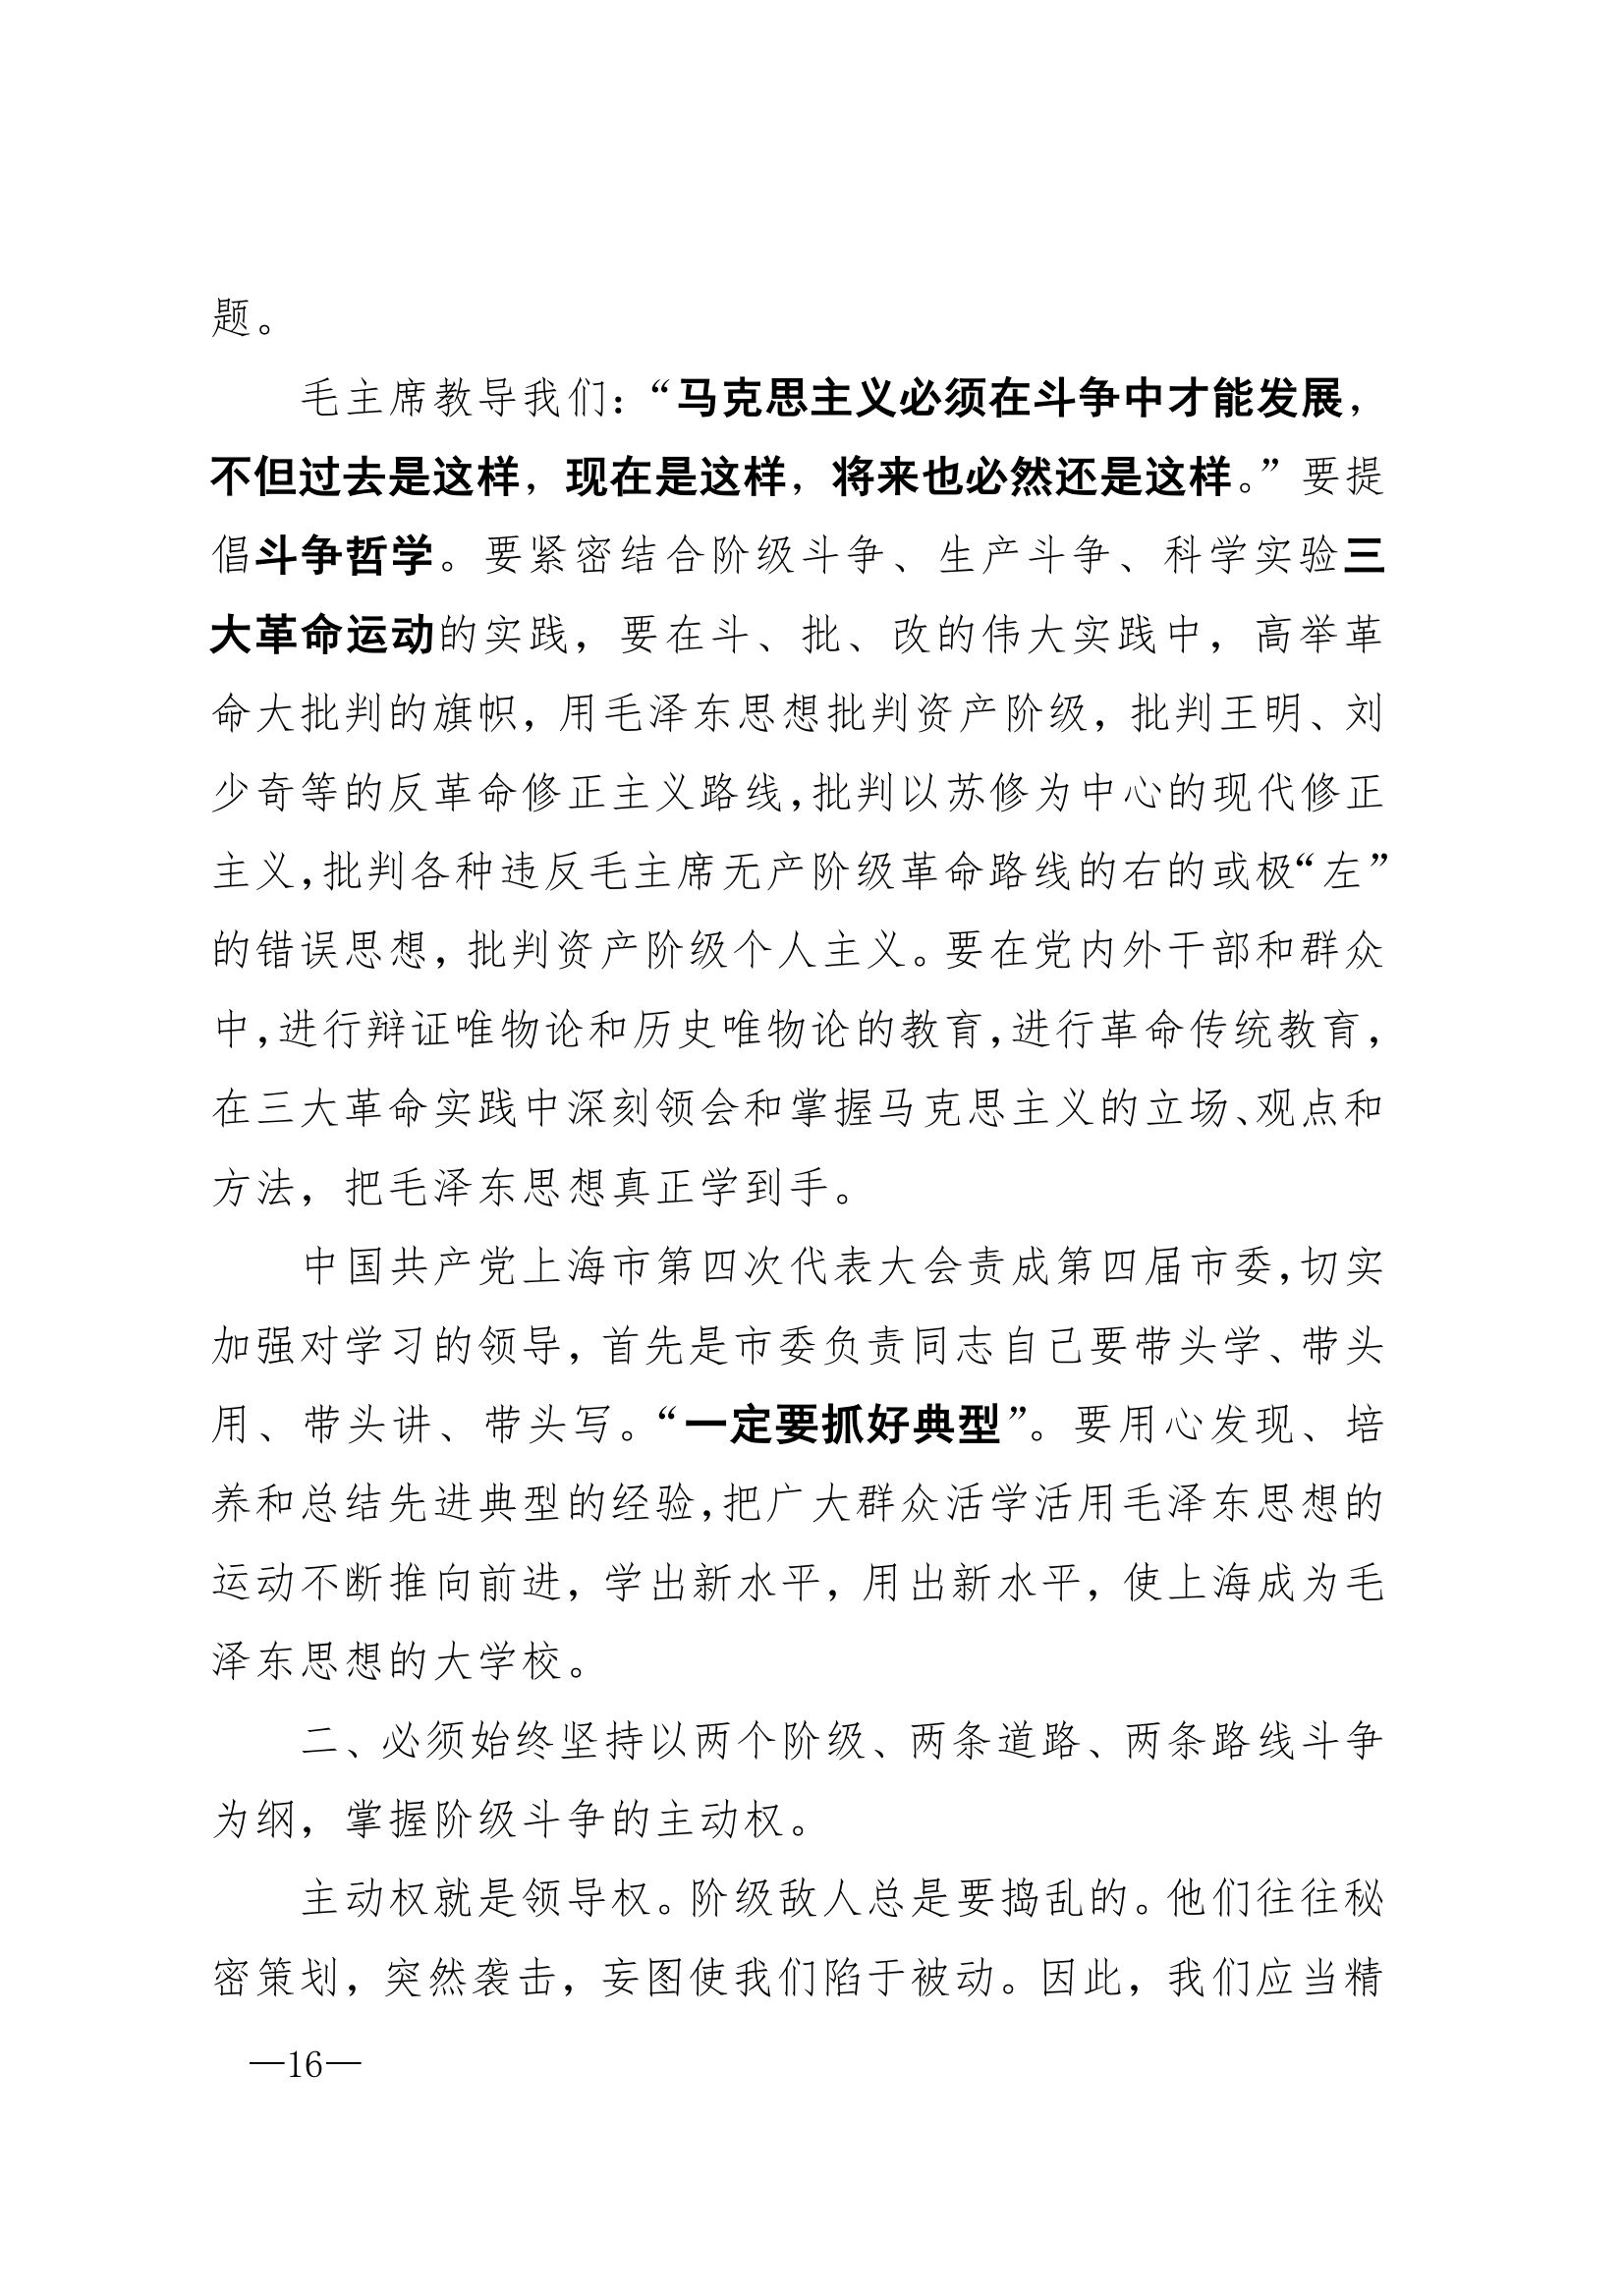 题。
毛主席教导我们：“马克思主义必须在斗争中才能发展，
不但过去是这样，现在是这样，将来也必然还是这样。”要提
倡斗争哲学。要紧密结合阶级斗争、生产斗争、科学实验三
大革命运动的实践，要在斗、批、改的伟大实践中，高举革
命大批判的旗帜，用毛泽东思想批判资产阶级，批判王明、刘
少奇等的反革命修正主义路线，批判以苏修为中心的现代修正
主义，批判各种违反毛主席无产阶级革命路线的右的或极“左”
的错误思想，批判资产阶级个人主义。要在党内外干部和群众
中，进行辩证唯物论和历史唯物论的教育，进行革命传统教育，
在三大革命实践中深刻领会和掌握马克思主义的立场、观点和
方法，把毛泽东思想真正学到手。
中国共产党上海市第四次代表大会责成第四届市委，切实
加强对学习的领导，首先是市委负责同志自己要带头学、带头
用、带头讲、带头写。“一定要抓好典型”。要用心发现、培
养和总结先进典型的经验，把广大群众活学活用毛泽东思想的
运动不断推向前进，学出新水平，用出新水平，使上海成为毛
泽东思想的大学校。
二、必须始终坚持以两个阶级、两条道路、两条路线斗争
为纲，掌握阶级斗争的主动权。
主动权就是领导权。阶级敌人总是要捣乱的。他们往往秘
密策划，突然袭击，妄图使我们陷于被动。因此，我们应当精
—16—